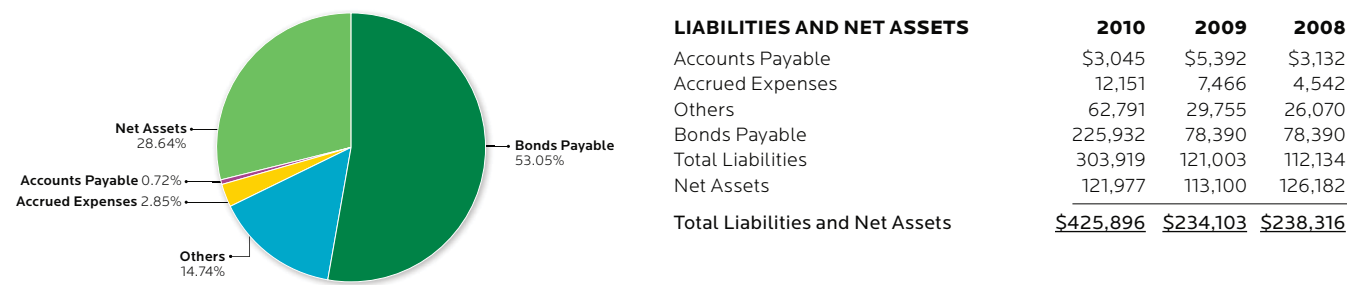 Net Assets
28.64%
Accounts Payable 0.72%
Accrued Expenses 2.85%
Others
14.74%
Bonds Payable
53.05%
LIABILITIES AND NET ASSETS 2010 2009 2008
Accounts Payable $3,045 $5,392 $3,132
Accrued Expenses 12,151 7,466 4,542
Others 62,791 29,755 26,070
Bonds Payable 225,932 78,390 78,390
Total Liabilities 303,919 121,003 112,134
Net Assets 121,977 113,100 126,182
Total Liabilities and Net Assets $425,896 $234,103 $238,316